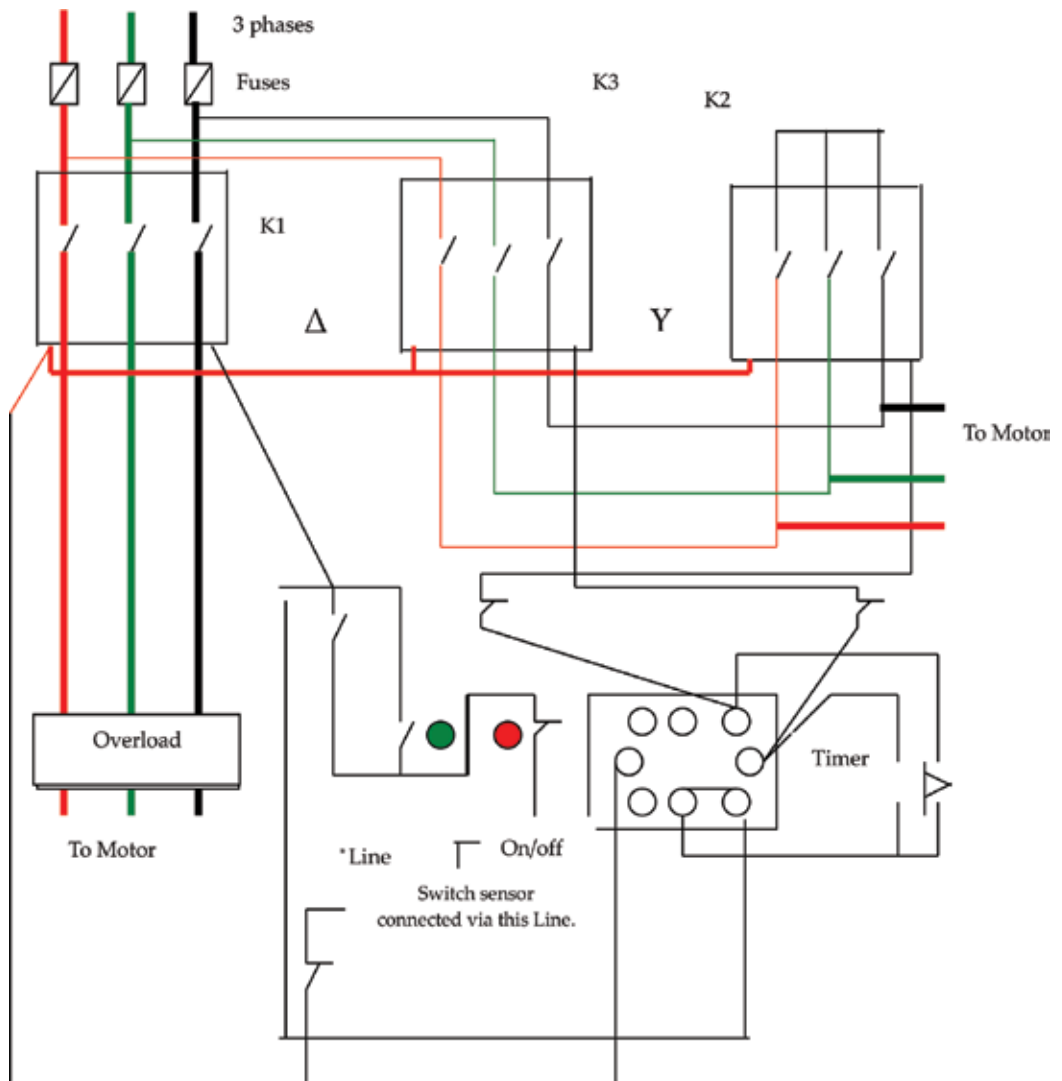 3 phases
Fuses
K3
K2
K1
Δ
Y
To Motor
Overload
Timer
To Motor
*Line
On/off
Switch sensor
connected via this Line.